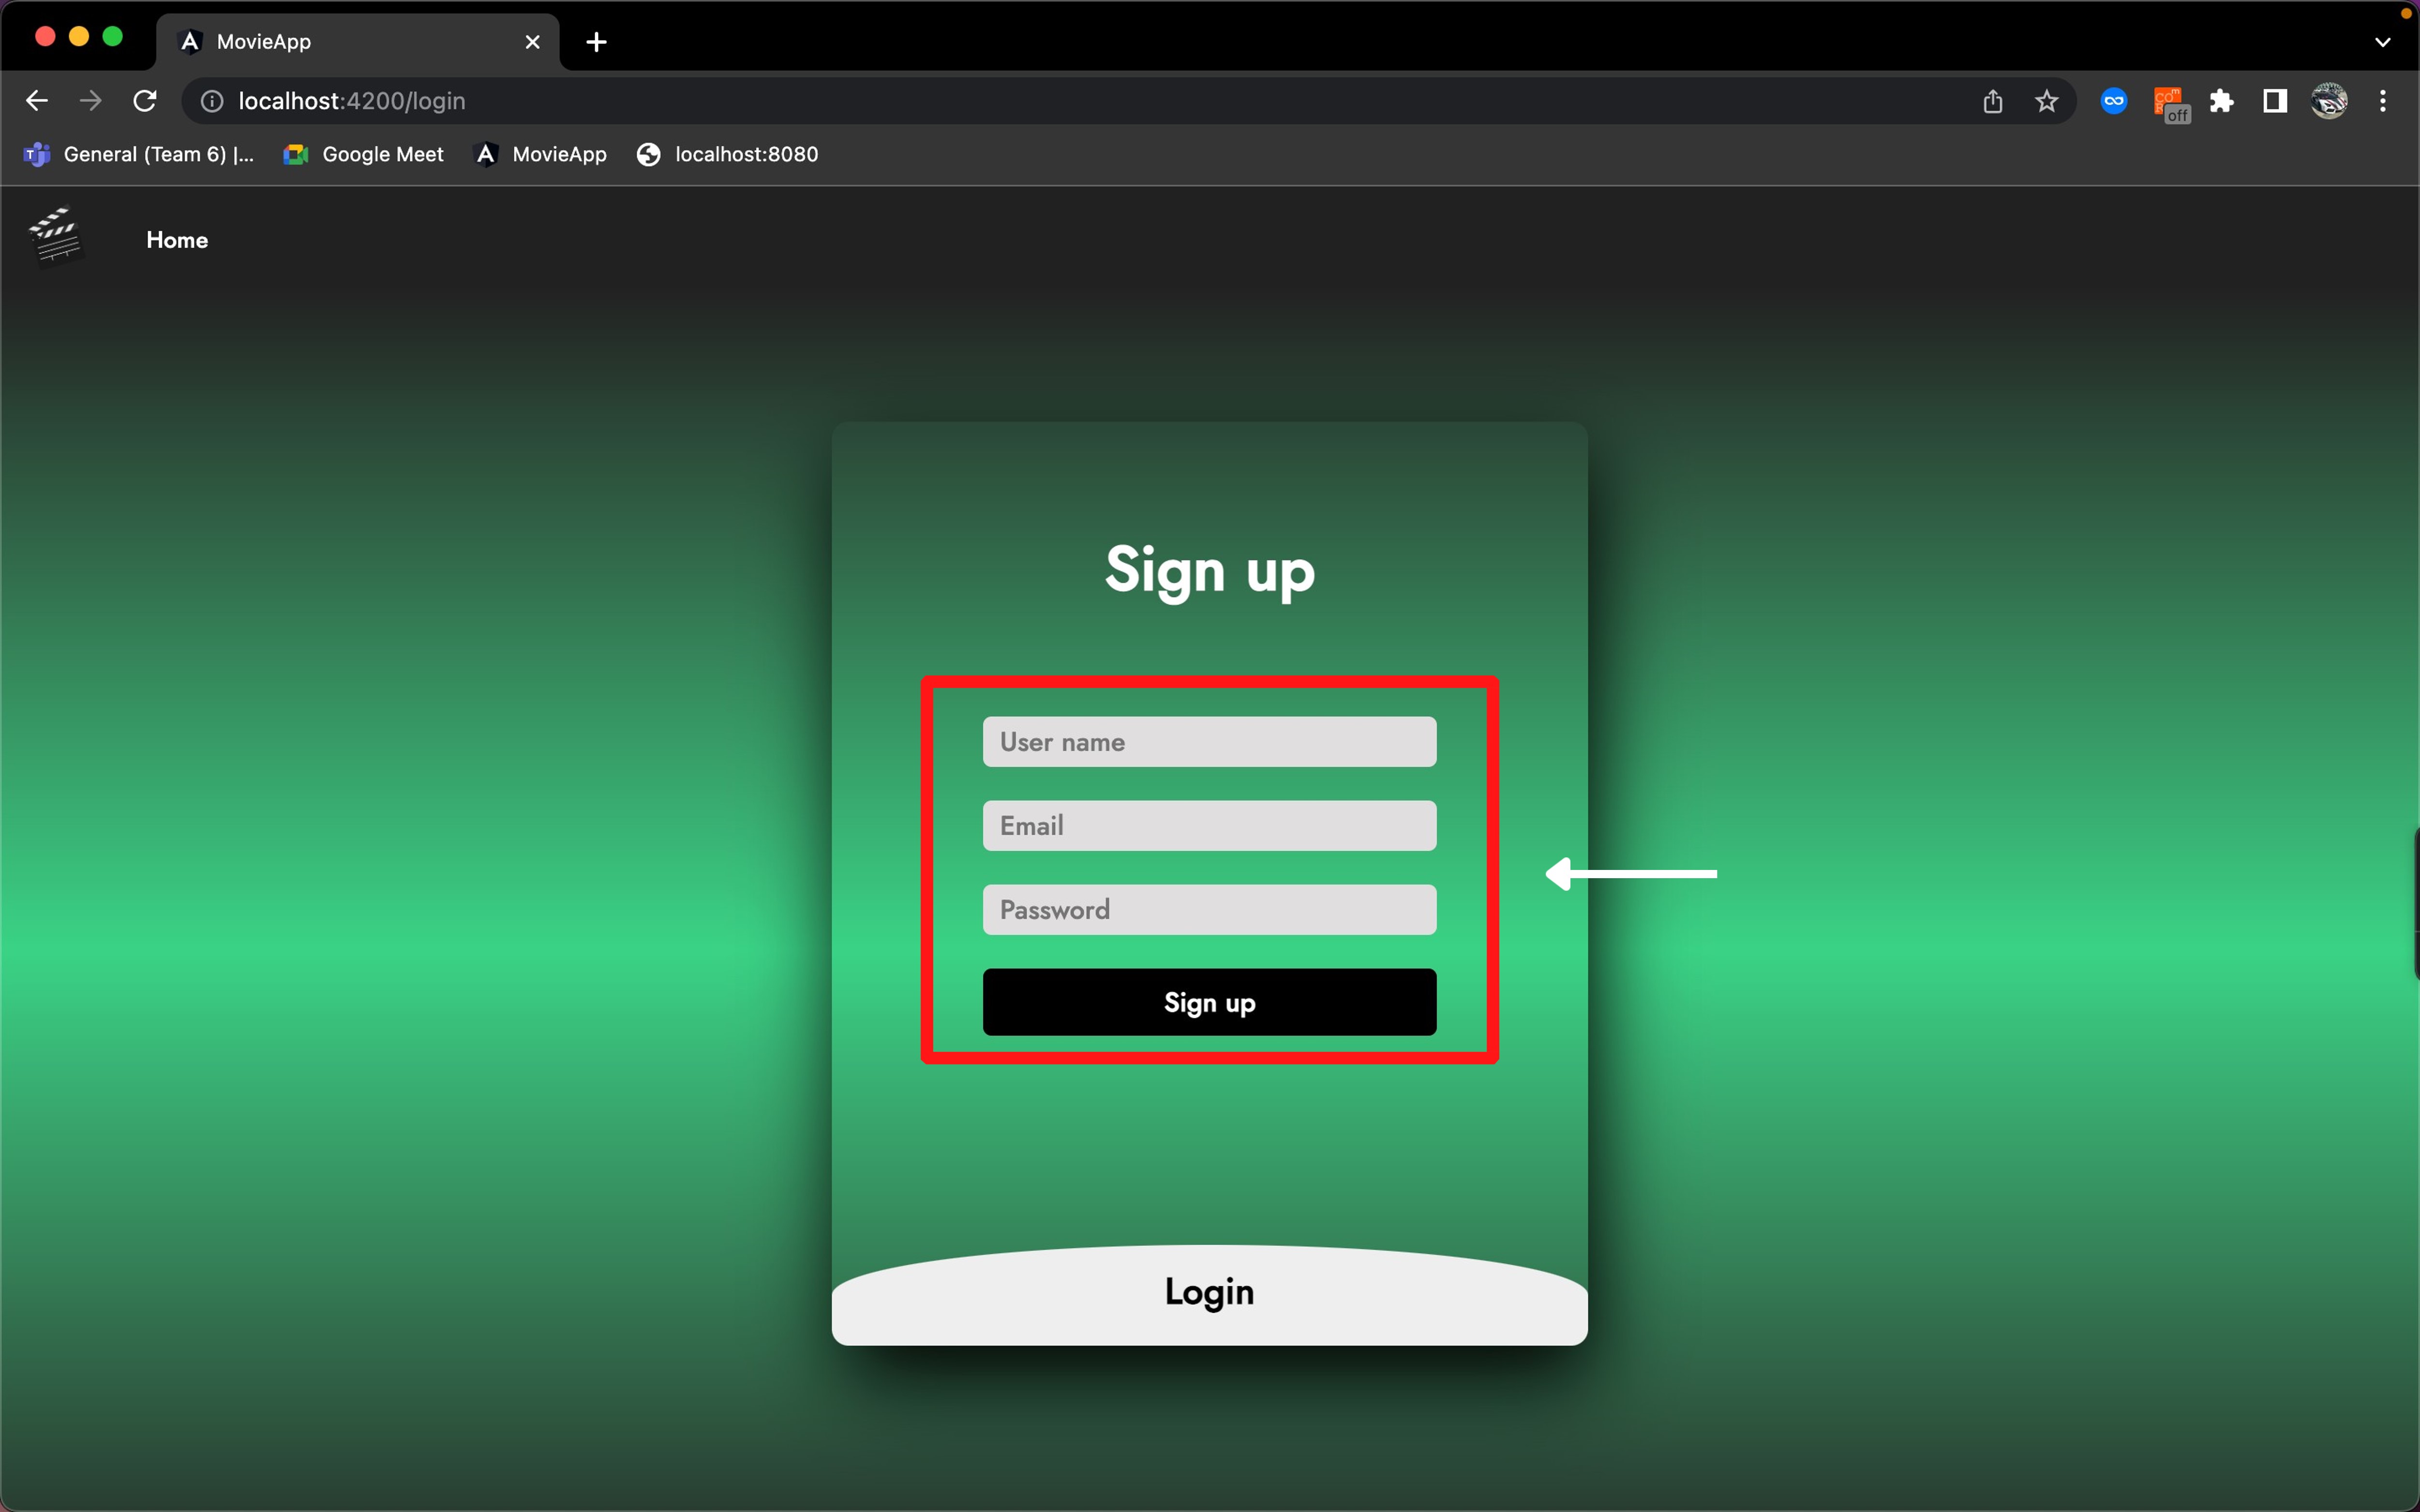 MovieApp
localhost:4200/login
off
General (Team 6) |... Google Meet MovieApp localhost:8080
Home
Sign up
User name
Email
Password
Sign up
Login